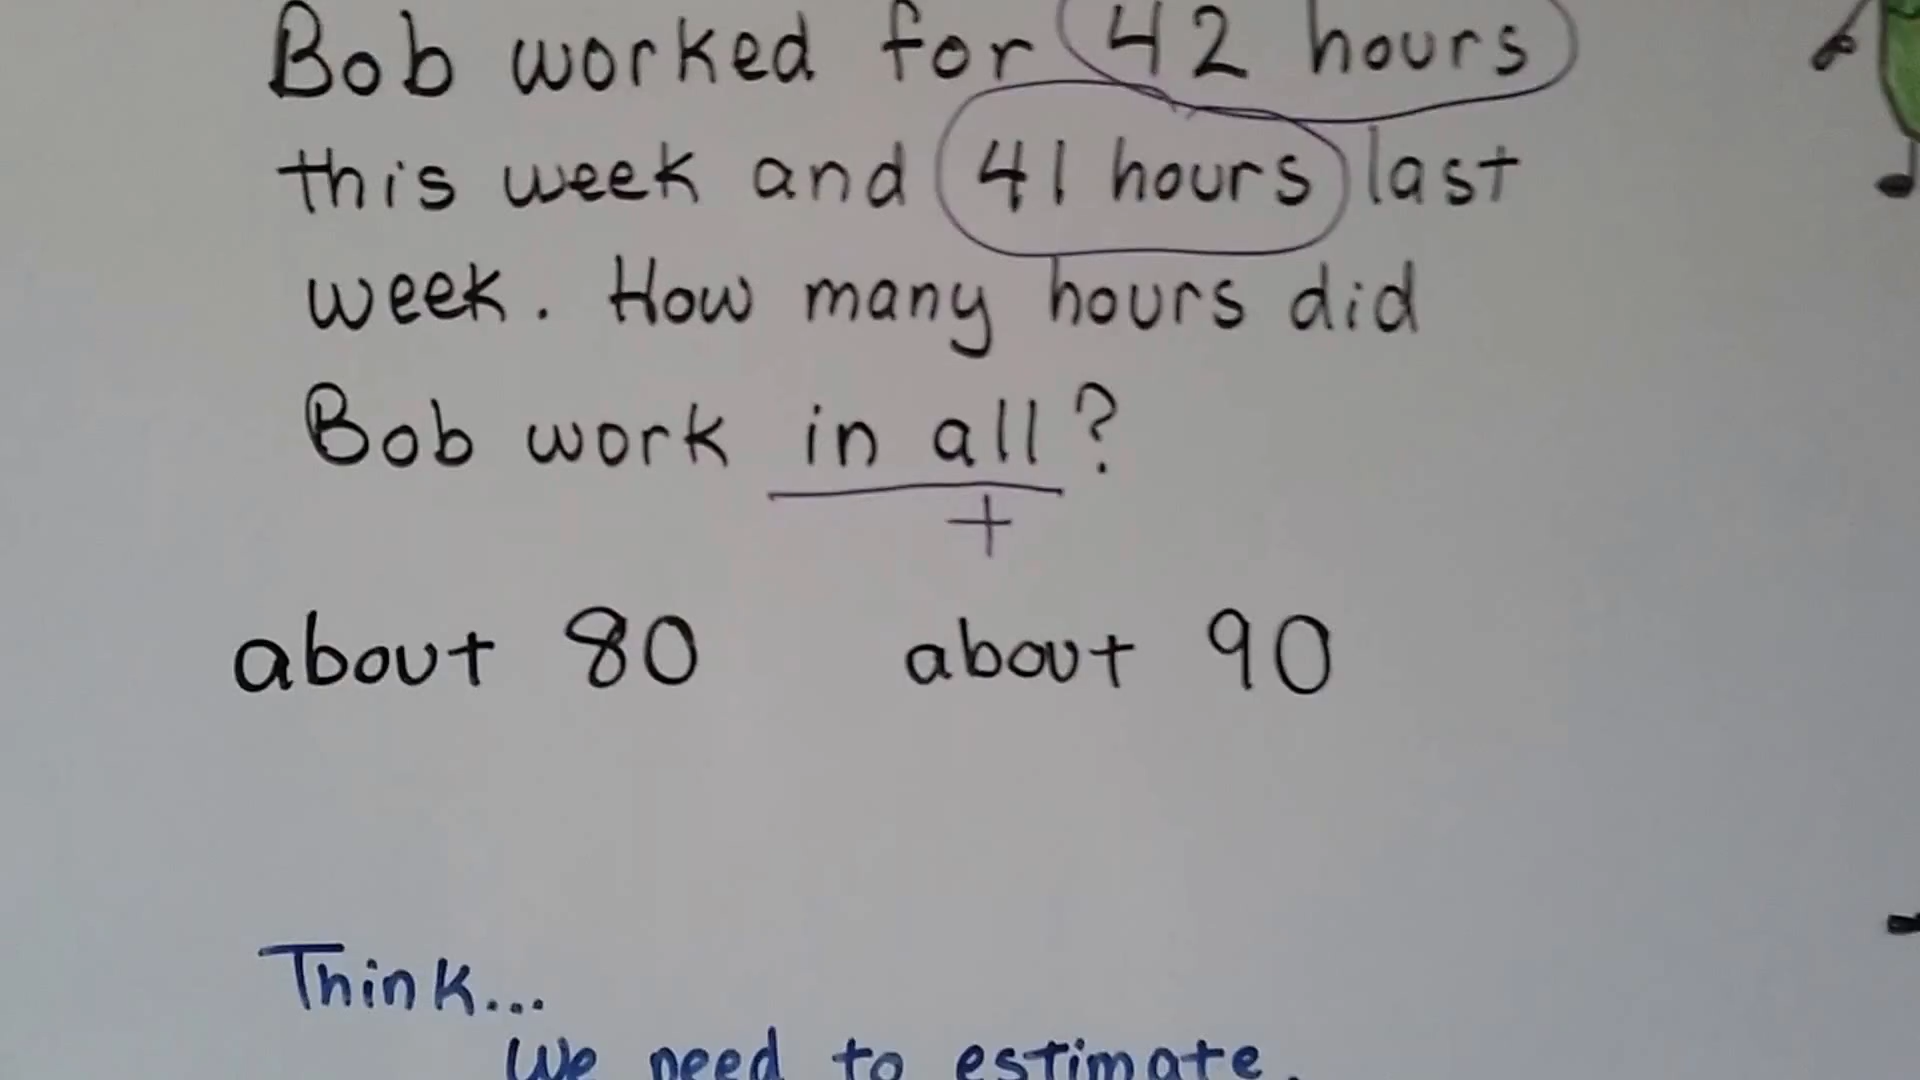 Bob worked for 42 hours
this week and 41 hours last
week. How many hours did
Bob work in all?
+
about 80 about 90
Think...
We need to estimate.